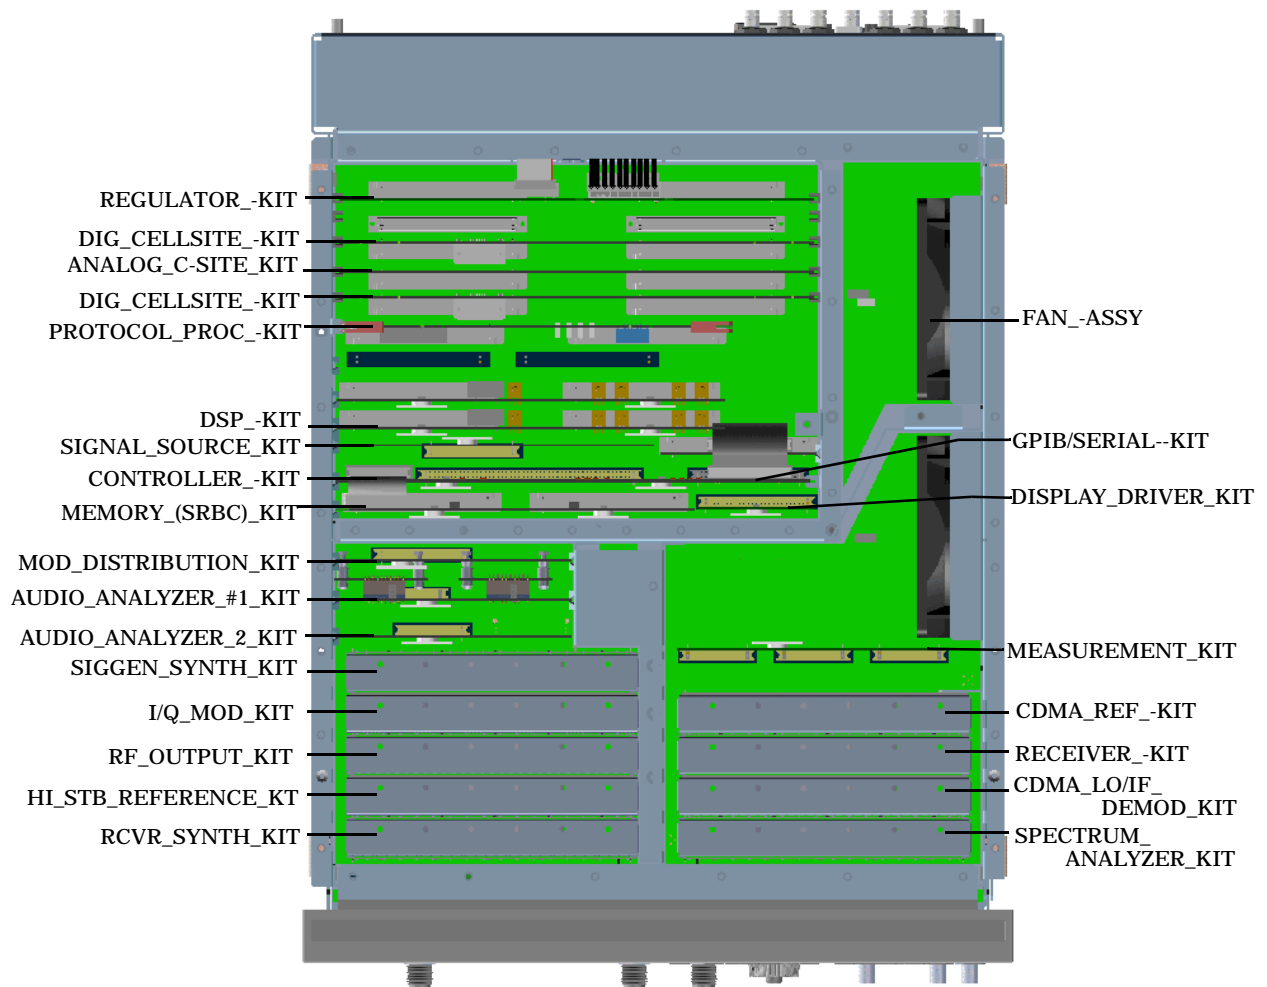 REGULATOR_-KIT
DIG_CELLSITE_-KIT
ANALOG_C-SITE_KIT
DIG_CELLSITE_-KIT
PROTOCOL_PROC_-KIT
DSP_-KIT
SIGNAL_SOURCE_KIT
CONTROLLER_-KIT
MEMORY_(SRBC)_KIT
MOD_DISTRIBUTION_KIT
AUDIO_ANALYZER_#1_KIT
AUDIO_ANALYZER_2_KIT
SIGGEN_SYNTH_KIT
I/Q_MOD_KIT
RF_OUTPUT_KIT
HI_STB_REFERENCE_KT
RCVR_SYNTH_KIT
FAN_-ASSY
GPIB/SERIAL--KIT
DISPLAY_DRIVER_KIT
MEASUREMENT_KIT
CDMA_REF_-KIT
RECEIVER_-KIT
CDMA_LO/IF_
DEMOD_KIT
SPECTRUM_
ANALYZER_KIT